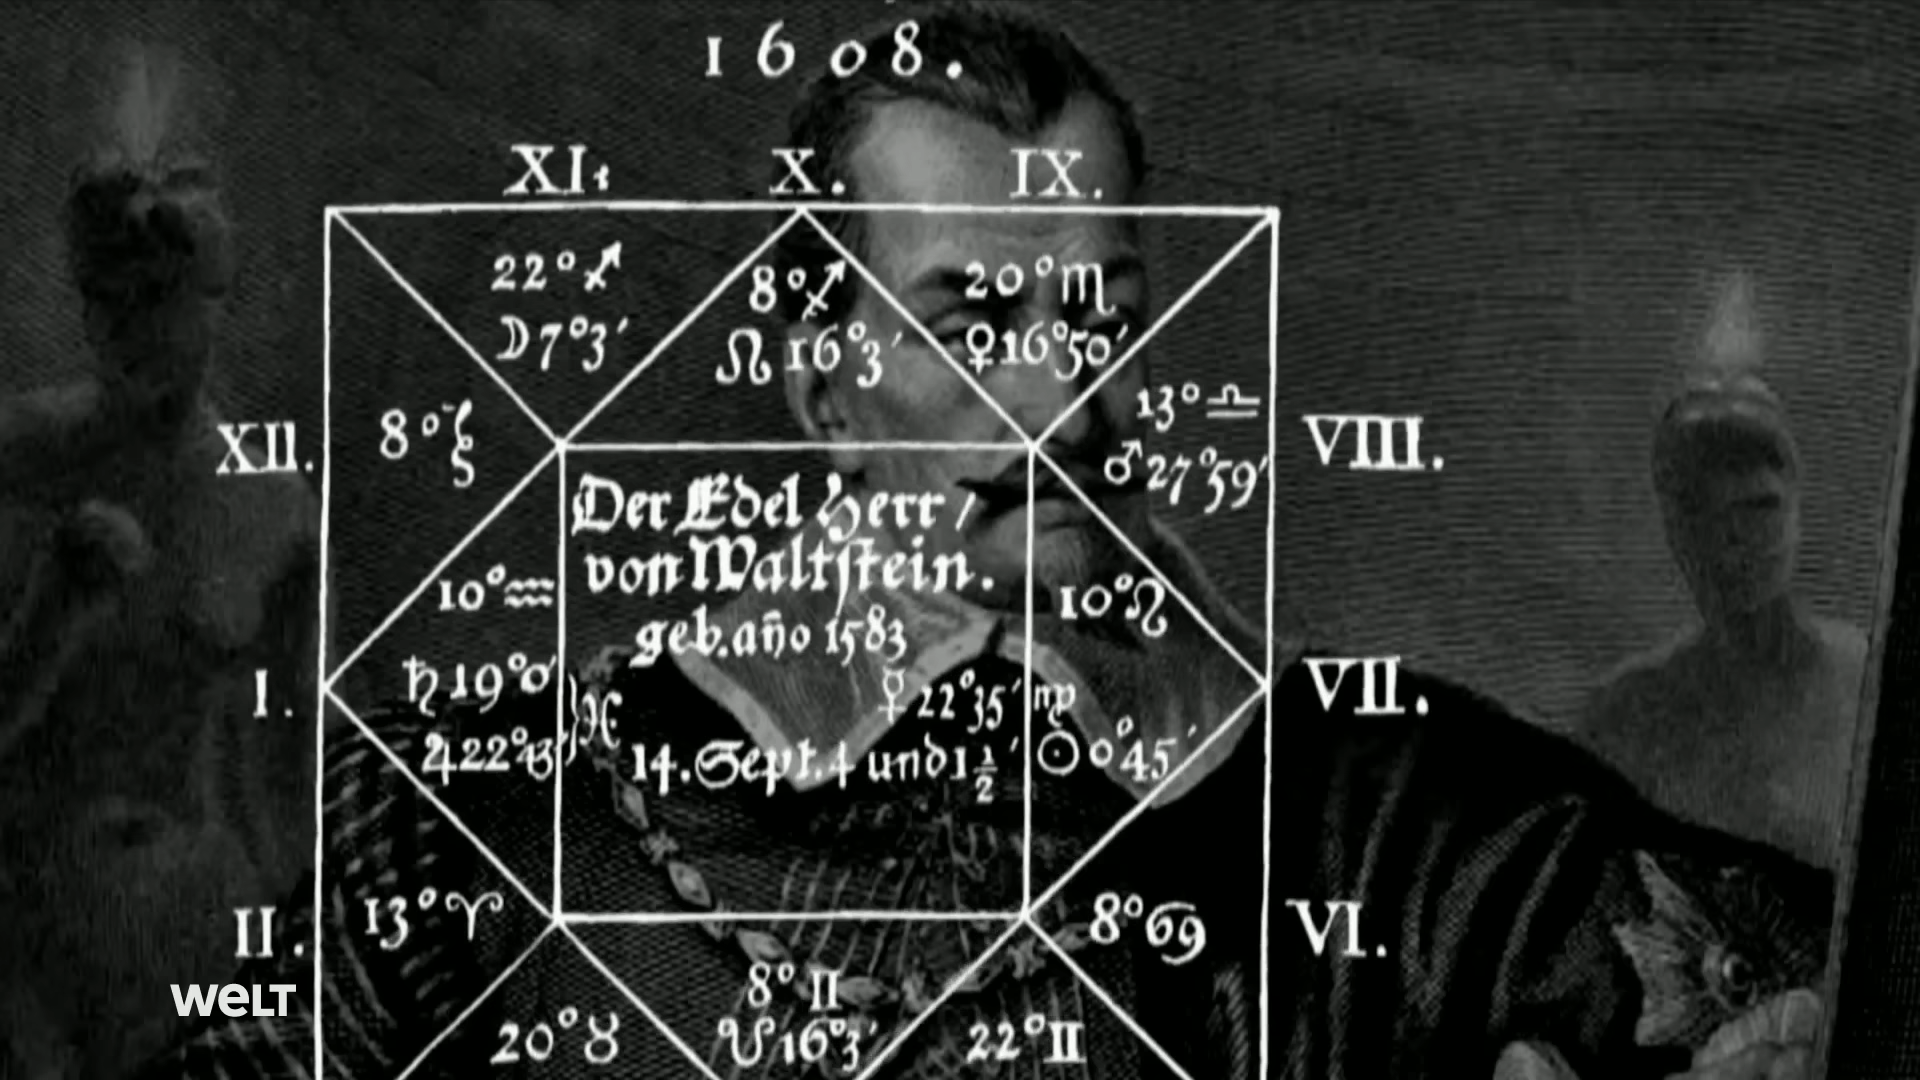 1608.
XI. X. IX.
22°♐ 8°♐ 20°♏
☽7°3′ ☊16°3′ ♀16°50′
13°♎
XII. 8°♑ ♂27°59′ VIII.
Der Edel Herr/
von Waltſtein.
10°♒ 10°♌
geb. año 1583
I. ♄19°0′ ☿22°35′ ♍ VII.
♃22°43′ }♓ 14. Sept. 4 und 1½′ ☉0°45′
II. 13°♈ 8°♋ VI.
8°♊
20°♉ ☋16°3′ 22°♊
WELT